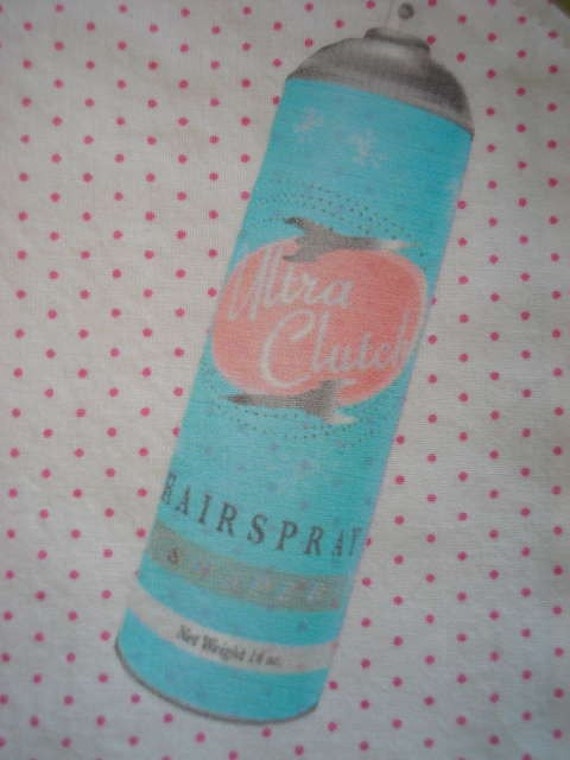 Ultra
Clutch
HAIRSPRAY
Net Weight 14 oz.